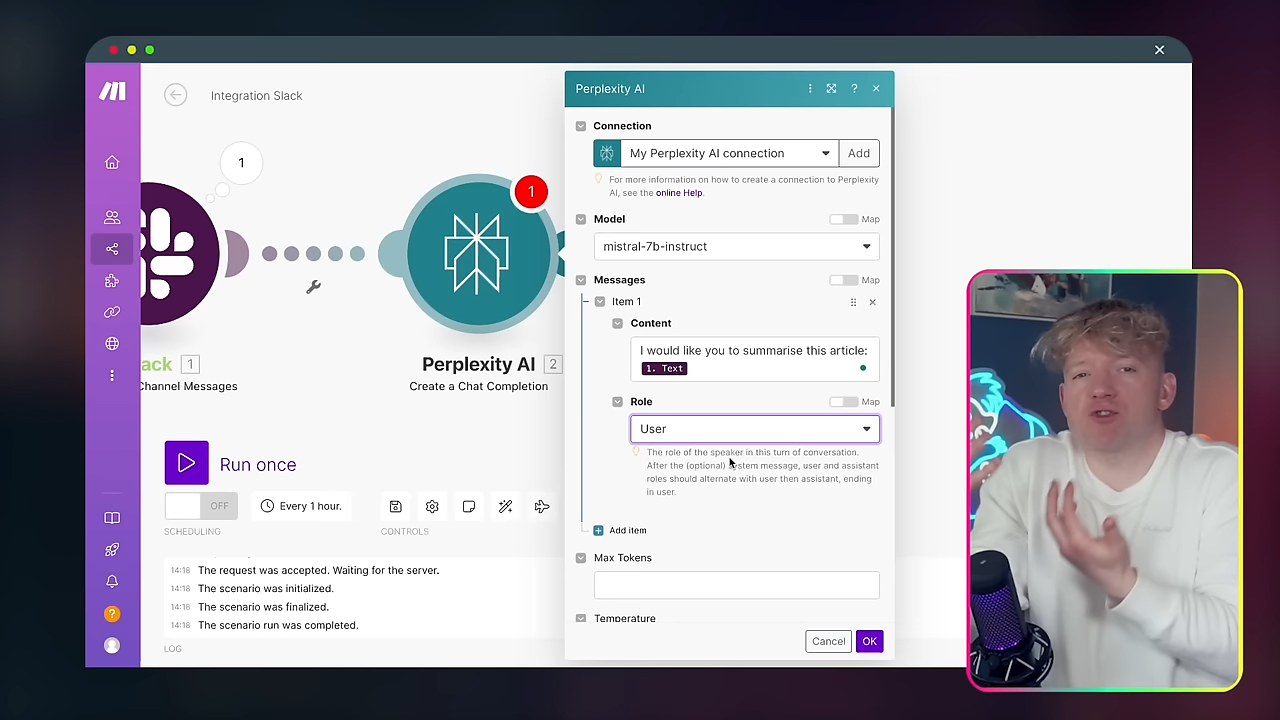 Integration Slack
1
ack 1
Channel Messages
1
Perplexity AI 2
Create a Chat Completion
Run once
OFF
Every 1 hour.
SCHEDULING
CONTROLS
14:18 The request was accepted. Waiting for the server.
14:18 The scenario was initialized.
14:18 The scenario was finalized.
14:18 The scenario run was completed.
LOG
Perplexity AI
?
Connection
My Perplexity AI connection
Add
For more information on how to create a connection to Perplexity
AI, see the online Help.
Model
Map
mistral-7b-instruct
Messages
Map
Item 1
Content
I would like you to summarise this article:
1. Text
Role
Map
User
The role of the speaker in this turn of conversation.
After the (optional) system message, user and assistant
roles should alternate with user then assistant, ending
in user.
Add item
Max Tokens
Temperature
Cancel
OK
?